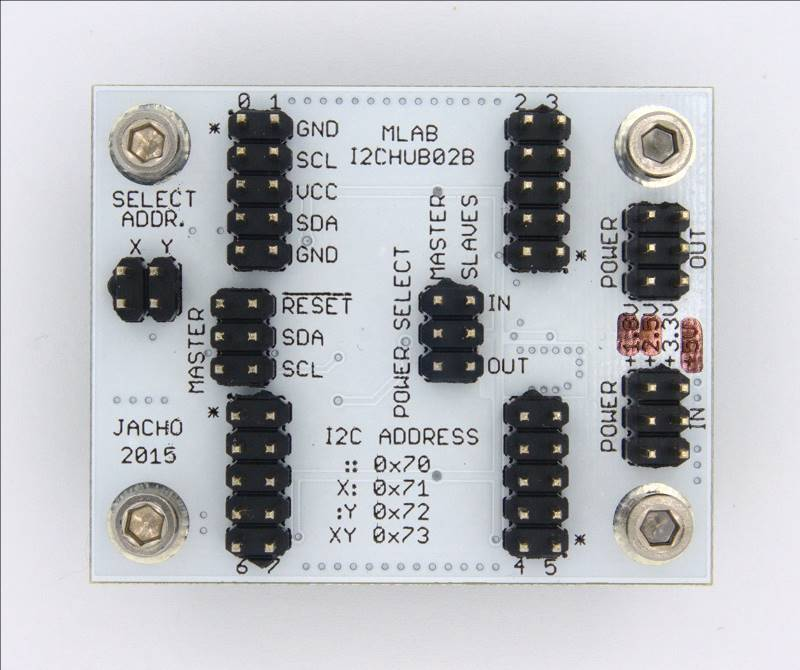 0 1
2 3
* GND
SCL
VCC
SDA
GND
MLAB
I2CHUB02B
SELECT
ADDR.
X Y
MASTER
SLAVES
POWER SELECT
IN
OUT
*
POWER
OUT
+1.8V
+2.5V
+3.3V
+5V
POWER
IN
MASTER
RESET
SDA
SCL
*
JACHO
2015
I2C ADDRESS
:: 0x70
X: 0x71
:Y 0x72
XY 0x73
*
6 7
4 5